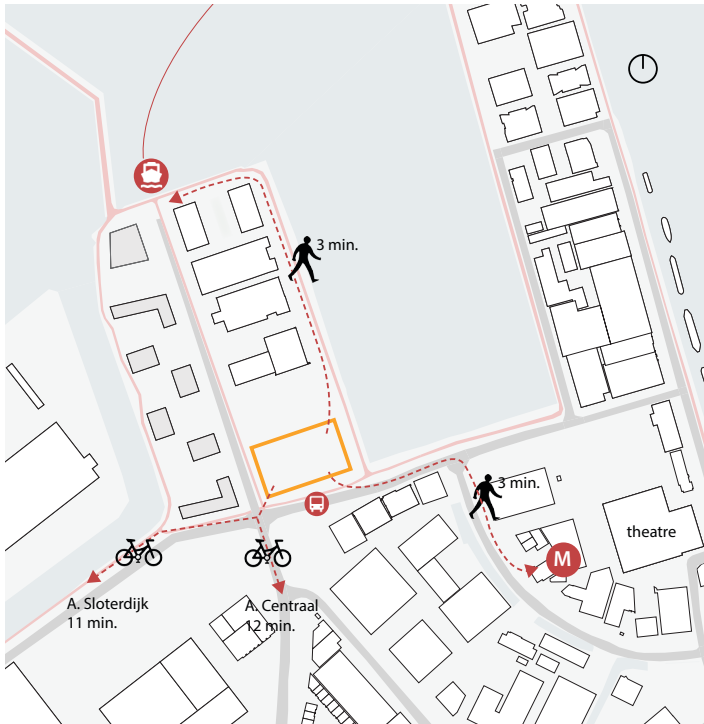 3 min.
3 min.
theatre
M
A. Sloterdijk
11 min.
A. Centraal
12 min.